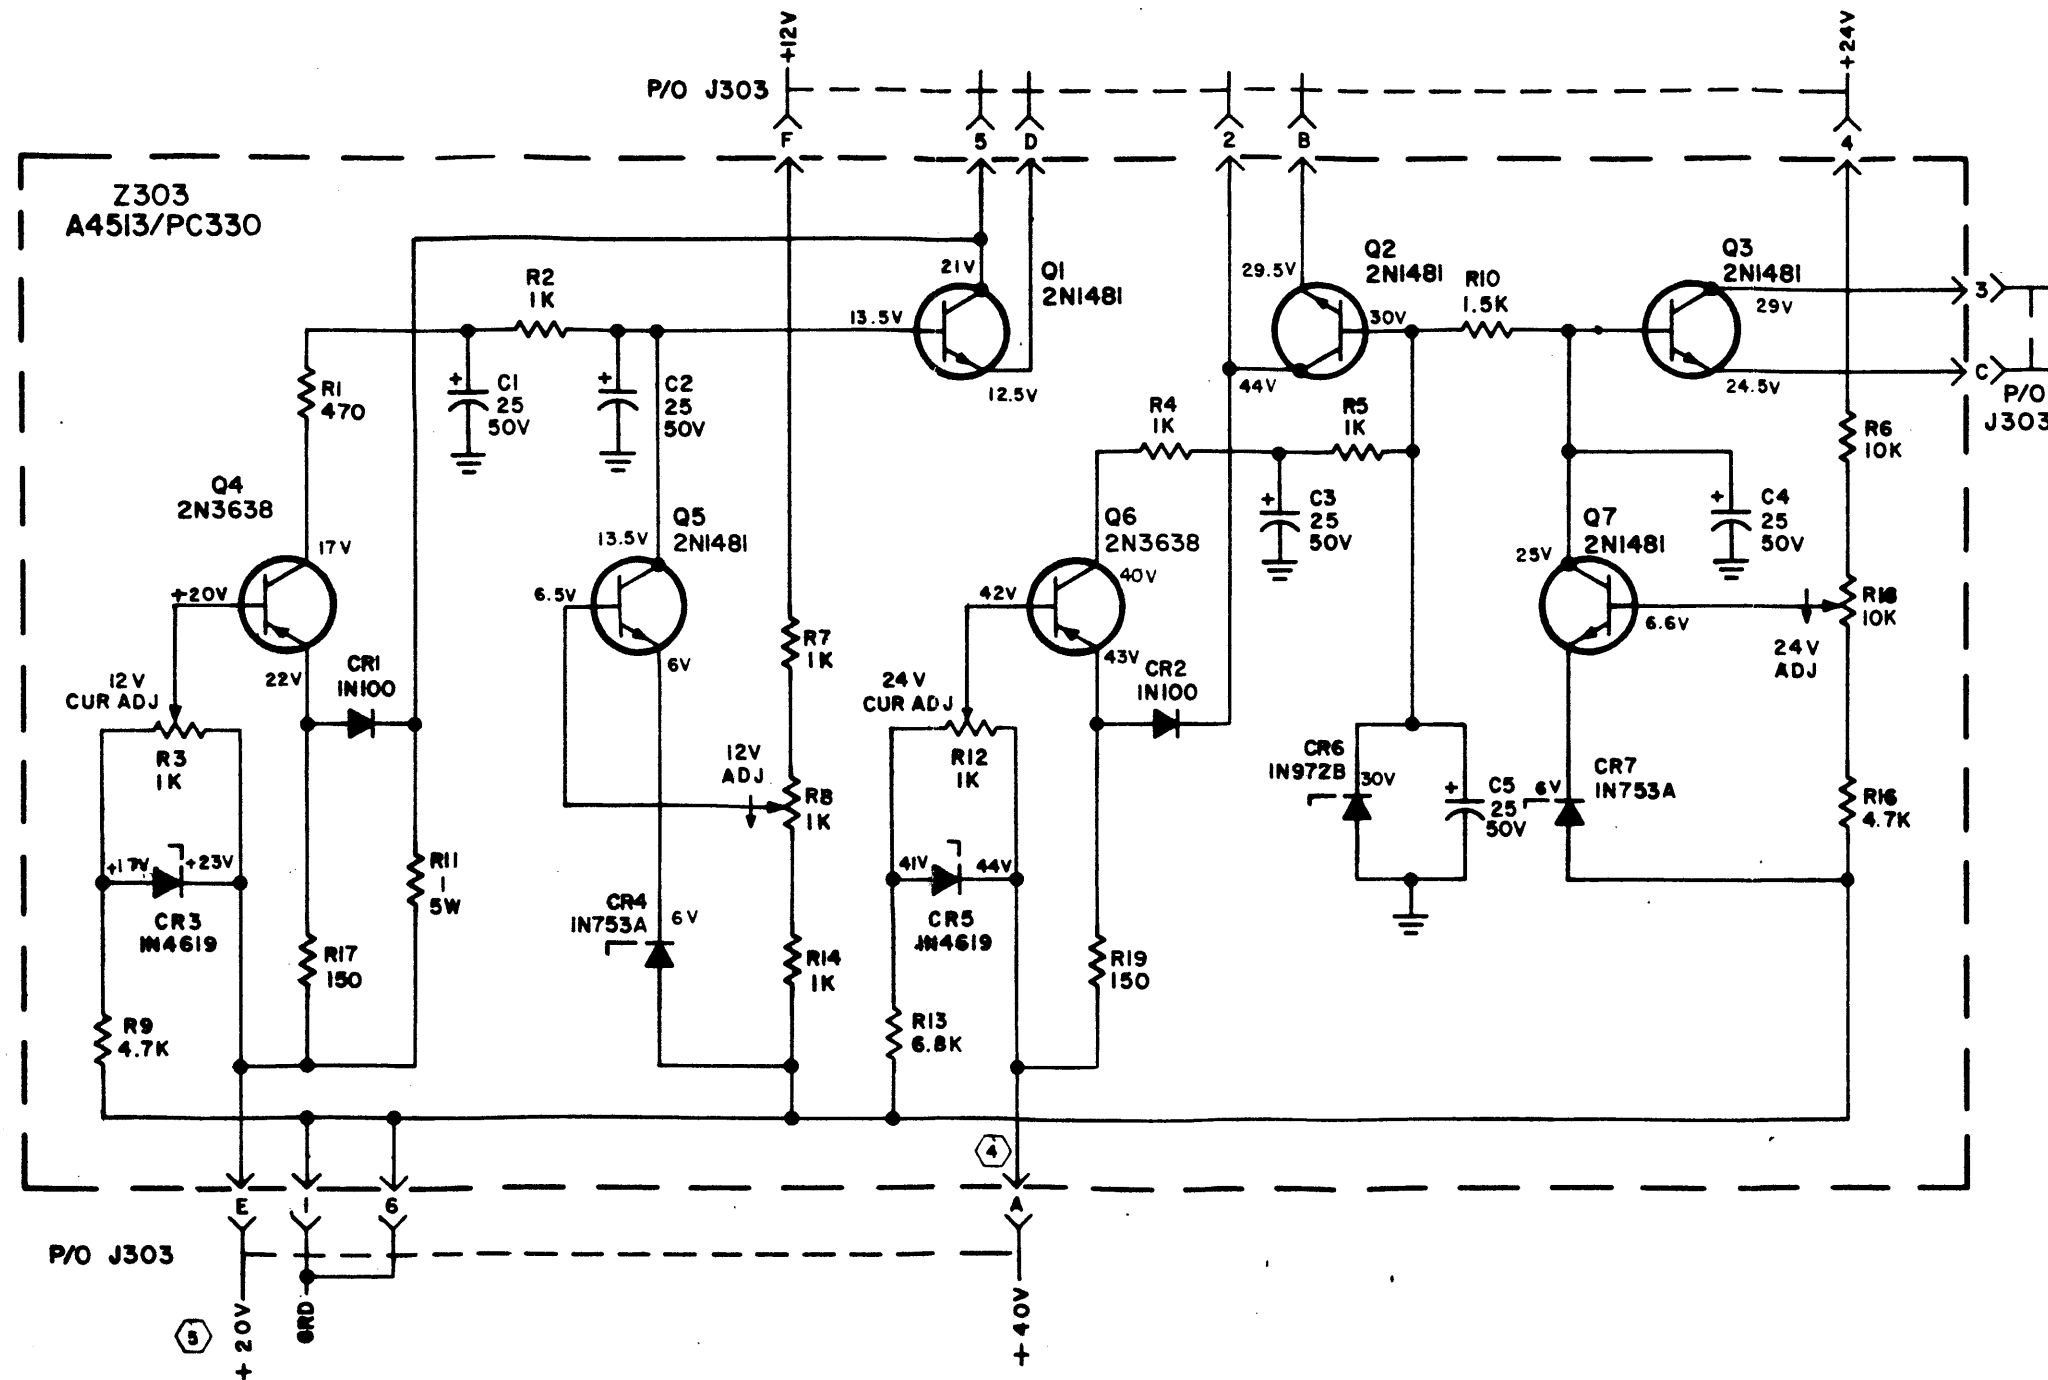 +12V
+24V
P/O J303
F
5
D
2
B
4
Z303
A4513/PC330
21V
Q1
2N1481
29.5V
Q2
2N1481
Q3
2N1481
R2
1K
13.5V
30V
R10
1.5K
29V
3
C
P/O
J303
12.5V
44V
24.5V
R1
470
+
C1
25
50V
+
C2
25
50V
R4
1K
R5
1K
R6
10K
Q4
2N3638
17V
13.5V
Q5
2N1481
Q6
2N3638
40V
+
C3
25
50V
25V
Q7
2N1481
+
C4
25
50V
+20V
6.5V
42V
6.6V
R18
10K
24V
ADJ
12V
CUR ADJ
22V
CR1
1N100
6V
R7
1K
24V
CUR ADJ
43V
CR2
1N100
R3
1K
12V
ADJ
R8
1K
R12
1K
CR6
1N972B
30V
+
C5
25
50V
6V
CR7
1N753A
R16
4.7K
+17V
+23V
CR3
1N4619
R11
1
5W
CR4
1N753A
6V
41V
44V
CR5
1N4619
R17
150
R14
1K
R19
150
R9
4.7K
R13
6.8K
4
E
1
6
A
P/O J303
5
+20V
GRD
+40V